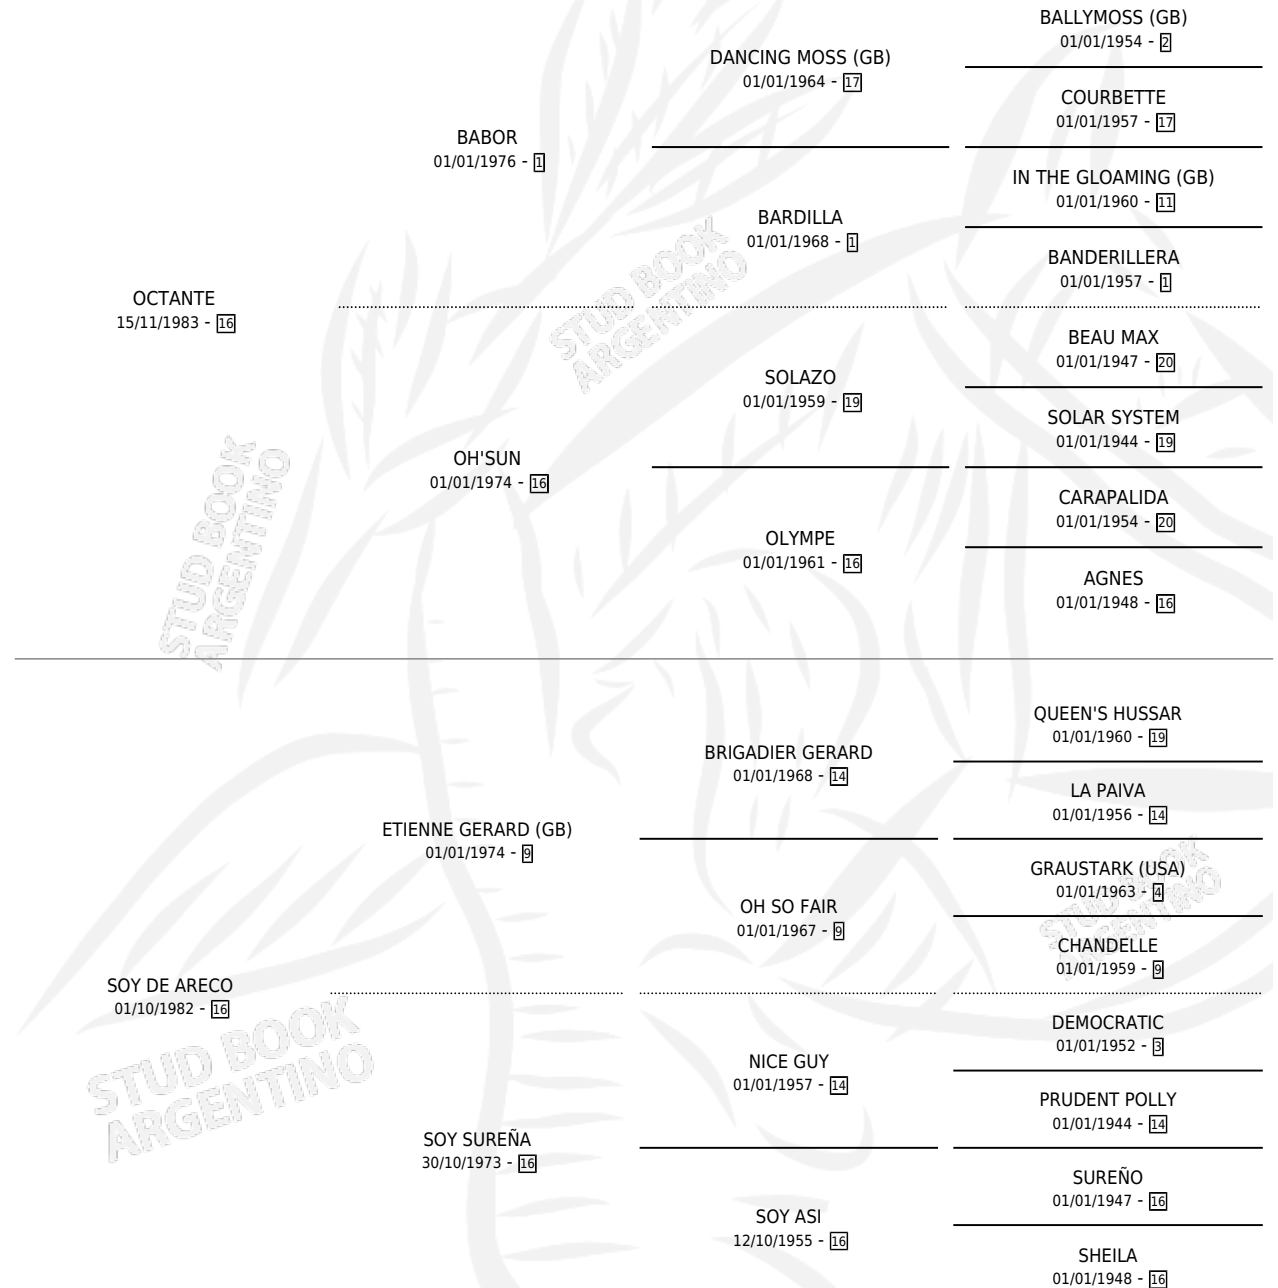 BALLYMOSS (GB)
01/01/1954 - 2
DANCING MOSS (GB)
01/01/1964 - 17
COURBETTE
01/01/1957 - 17
BABOR
01/01/1976 - 1
IN THE GLOAMING (GB)
01/01/1960 - 11
BARDILLA
01/01/1968 - 1
BANDERILLERA
01/01/1957 - 1
OCTANTE
15/11/1983 - 16
BEAU MAX
01/01/1947 - 20
SOLAZO
01/01/1959 - 19
SOLAR SYSTEM
01/01/1944 - 19
OH'SUN
01/01/1974 - 16
CARAPALIDA
01/01/1954 - 20
OLYMPE
01/01/1961 - 16
AGNES
01/01/1948 - 16
STUD BOOK
ARGENTINO
STUD BOOK
ARGENTINO
QUEEN'S HUSSAR
01/01/1960 - 19
BRIGADIER GERARD
01/01/1968 - 14
LA PAIVA
01/01/1956 - 14
ETIENNE GERARD (GB)
01/01/1974 - 9
GRAUSTARK (USA)
01/01/1963 - 4
OH SO FAIR
01/01/1967 - 9
CHANDELLE
01/01/1959 - 9
SOY DE ARECO
01/10/1982 - 16
DEMOCRATIC
01/01/1952 - 3
NICE GUY
01/01/1957 - 14
PRUDENT POLLY
01/01/1944 - 14
SOY SUREÑA
30/10/1973 - 16
SUREÑO
01/01/1947 - 16
SOY ASI
12/10/1955 - 16
SHEILA
01/01/1948 - 16
STUD BOOK
ARGENTINO
STUD BOOK
ARGENTINO